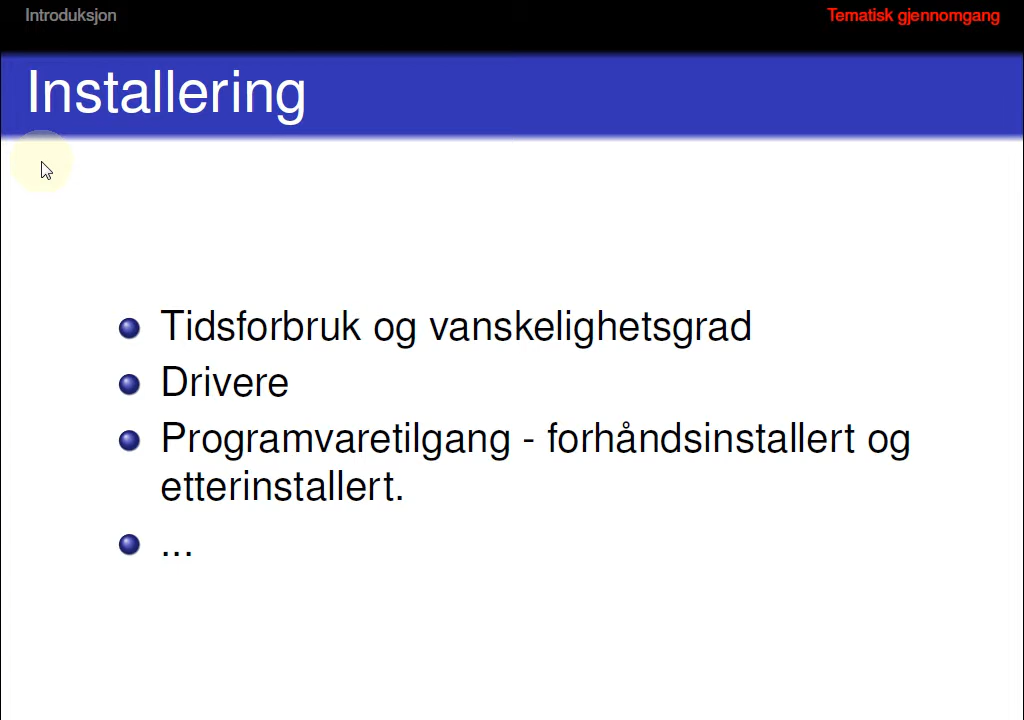 Introduksjon
Tematisk gjennomgang
Installering
Tidsforbruk og vanskelighetsgrad
Drivere
Programvaretilgang - forhåndsinstallert og
etterinstallert.
...